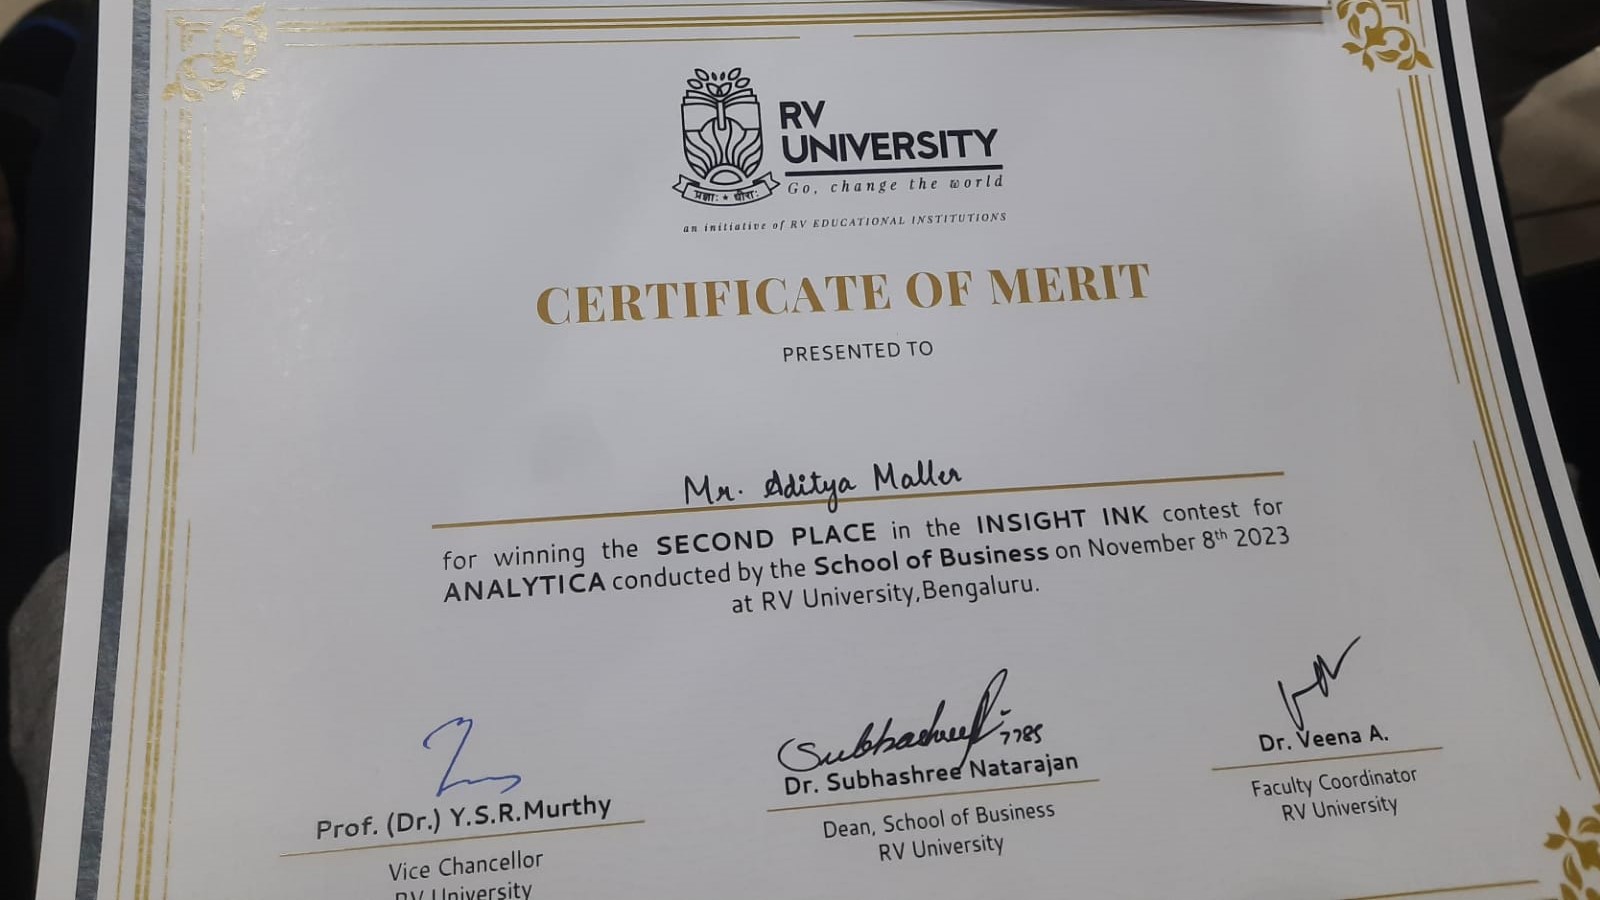 RV
UNIVERSITY
Go, change the world
प्रज्ञाः * धीराः
an initiative of RV EDUCATIONAL INSTITUTIONS
CERTIFICATE OF MERIT
PRESENTED TO
Mr. Aditya Maller
for winning the SECOND PLACE in the INSIGHT INK contest for
ANALYTICA conducted by the School of Business on November 8th 2023
at RV University,Bengaluru.
Subhashree
7785
Prof. (Dr.) Y.S.R.Murthy
Vice Chancellor
RV University
Dr. Subhashree Natarajan
Dean, School of Business
RV University
Dr. Veena A.
Faculty Coordinator
RV University